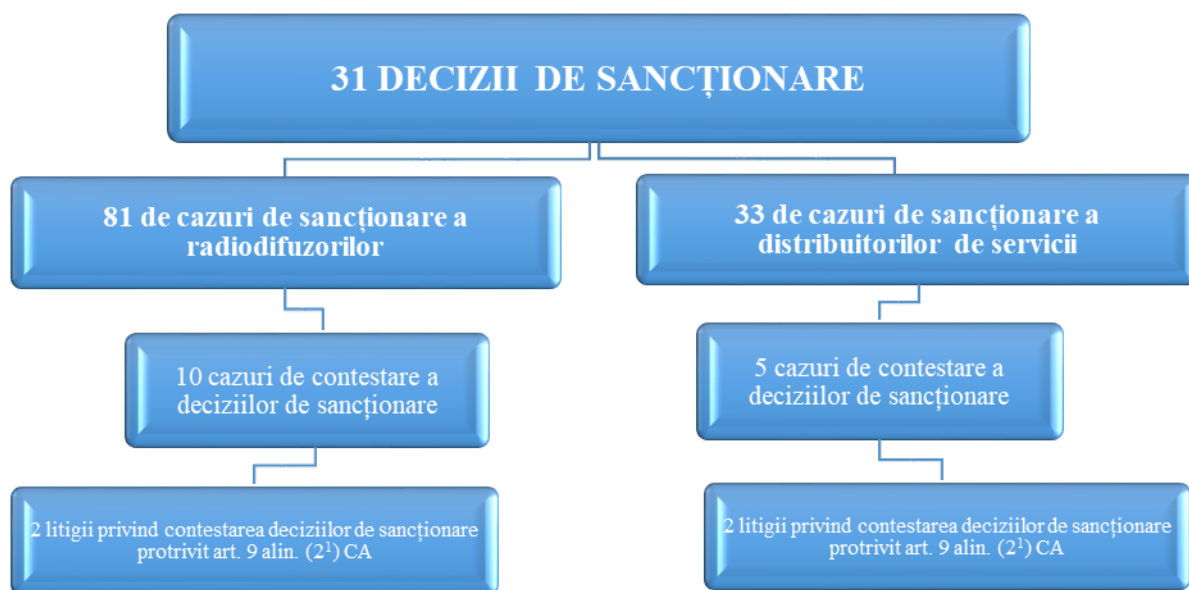 31 DECIZII DE SANCȚIONARE
81 de cazuri de sancționare a
radiodifuzorilor
33 de cazuri de sancționare a
distribuitorilor de servicii
10 cazuri de contestare a
deciziilor de sancționare
5 cazuri de contestare a
deciziilor de sancționare
2 litigii privind contestarea deciziilor de sancționare
protrivit art. 9 alin. (2¹) CA
2 litigii privind contestarea deciziilor de sancționare
protrivit art. 9 alin. (2¹) CA